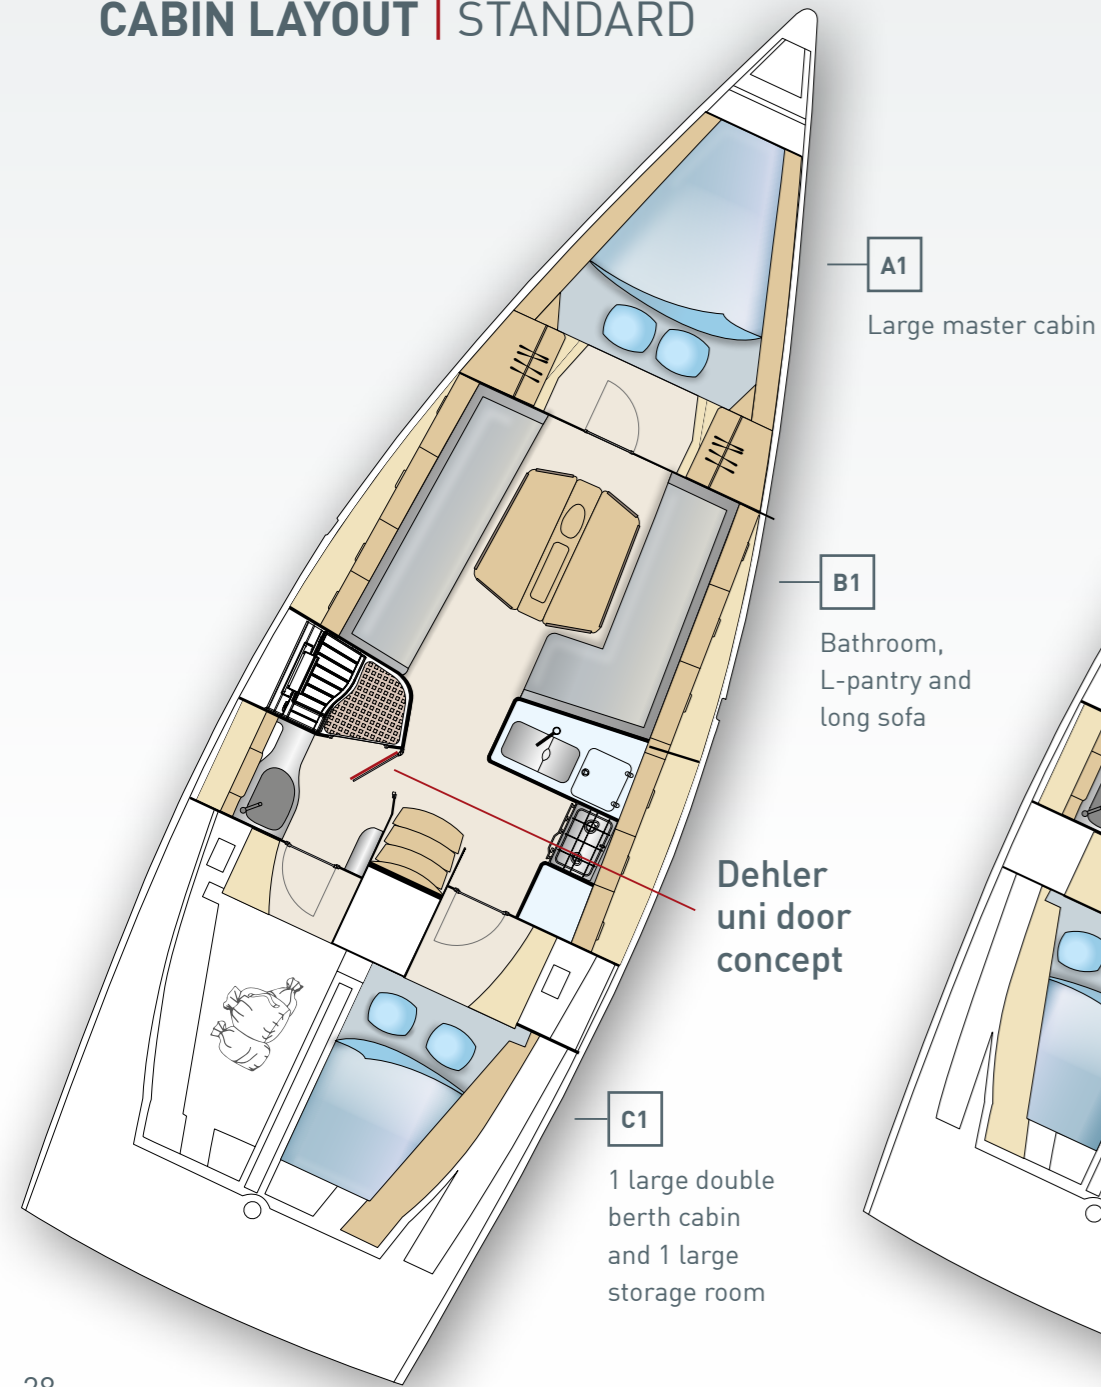 CABIN LAYOUT | STANDARD
A1
Large master cabin
B1
Bathroom,
L-pantry and
long sofa
Dehler
uni door
concept
C1
1 large double
berth cabin
and 1 large
storage room
28